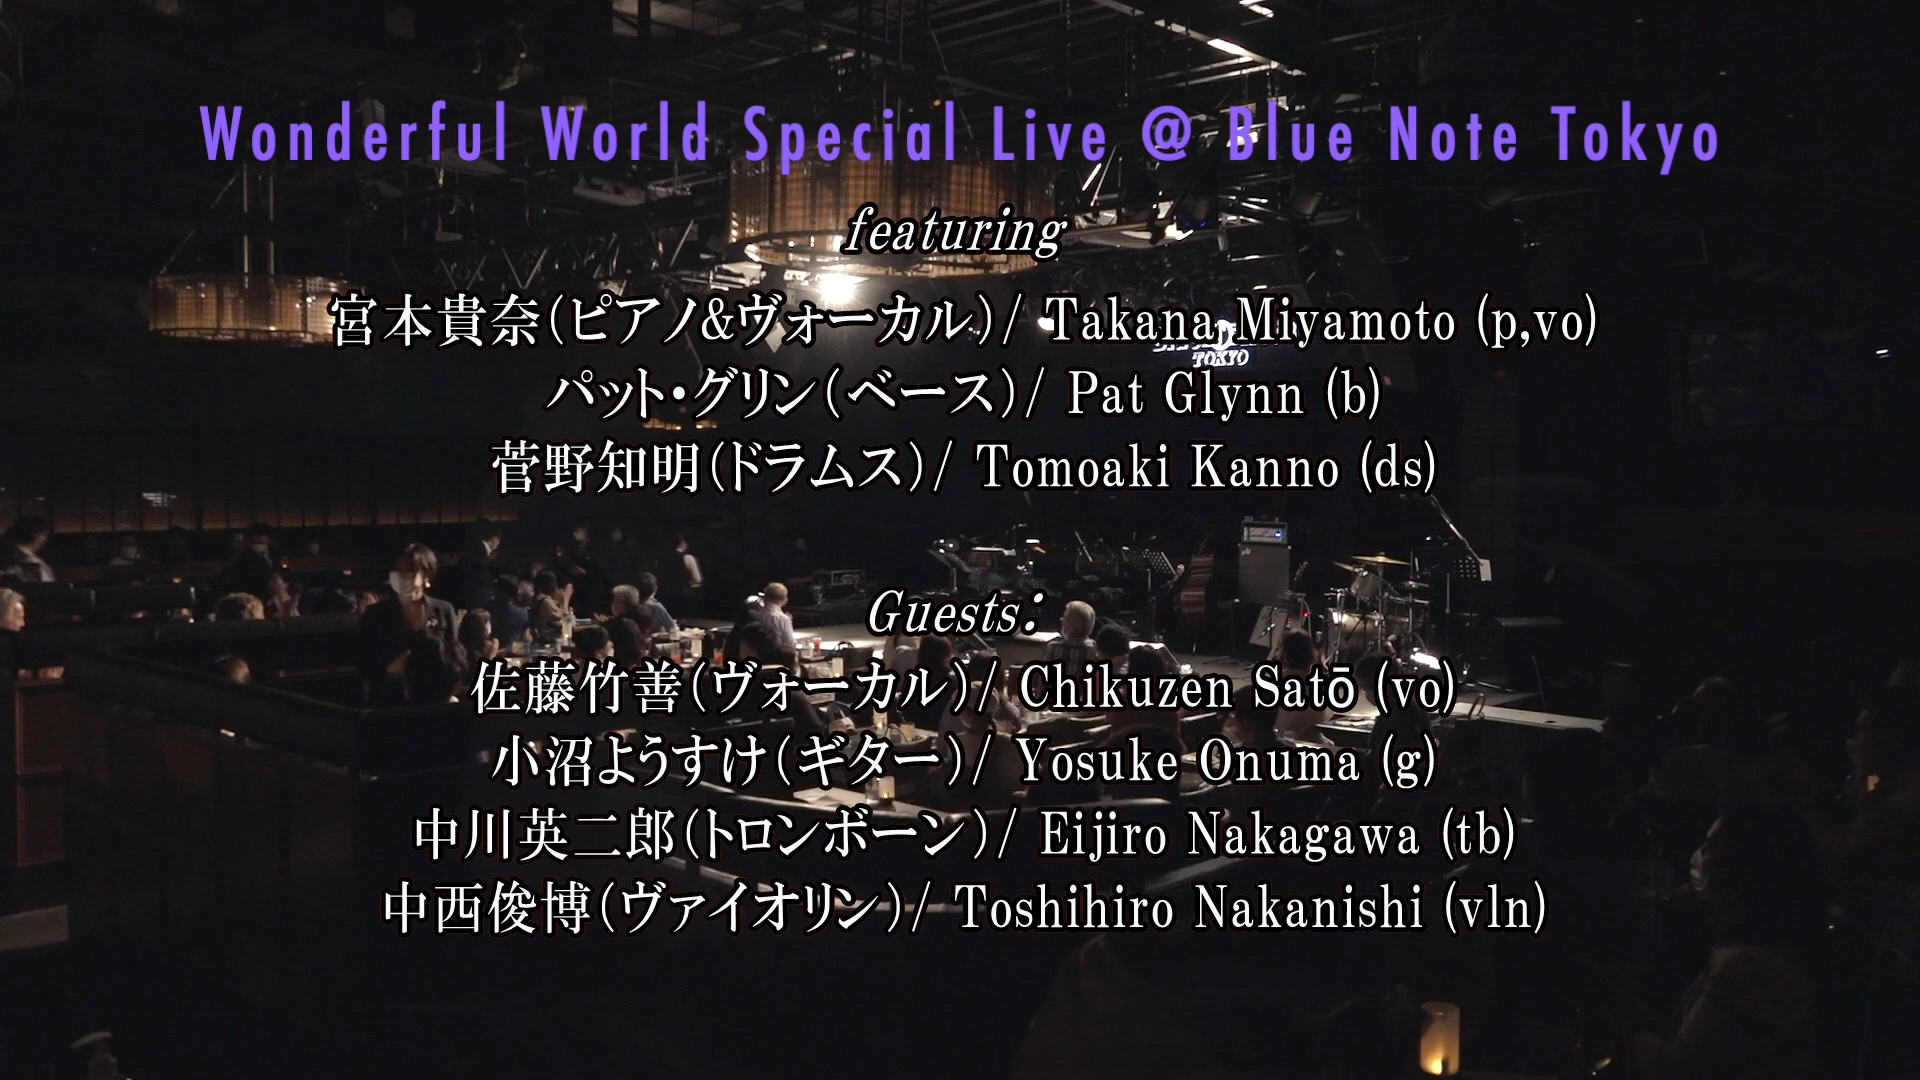 Wonderful World Special Live @ Blue Note Tokyo
featuring
宮本貴奈(ピアノ&ヴォーカル)/ Takana Miyamoto (p,vo)
TOKYO
パット・グリン(ベース)/ Pat Glynn (b)
菅野知明(ドラムス)/ Tomoaki Kanno (ds)
Guests:
佐藤竹善(ヴォーカル)/ Chikuzen Satō (vo)
小沼ようすけ(ギター)/ Yosuke Onuma (g)
中川英二郎(トロンボーン)/ Eijiro Nakagawa (tb)
中西俊博(ヴァイオリン)/ Toshihiro Nakanishi (vln)